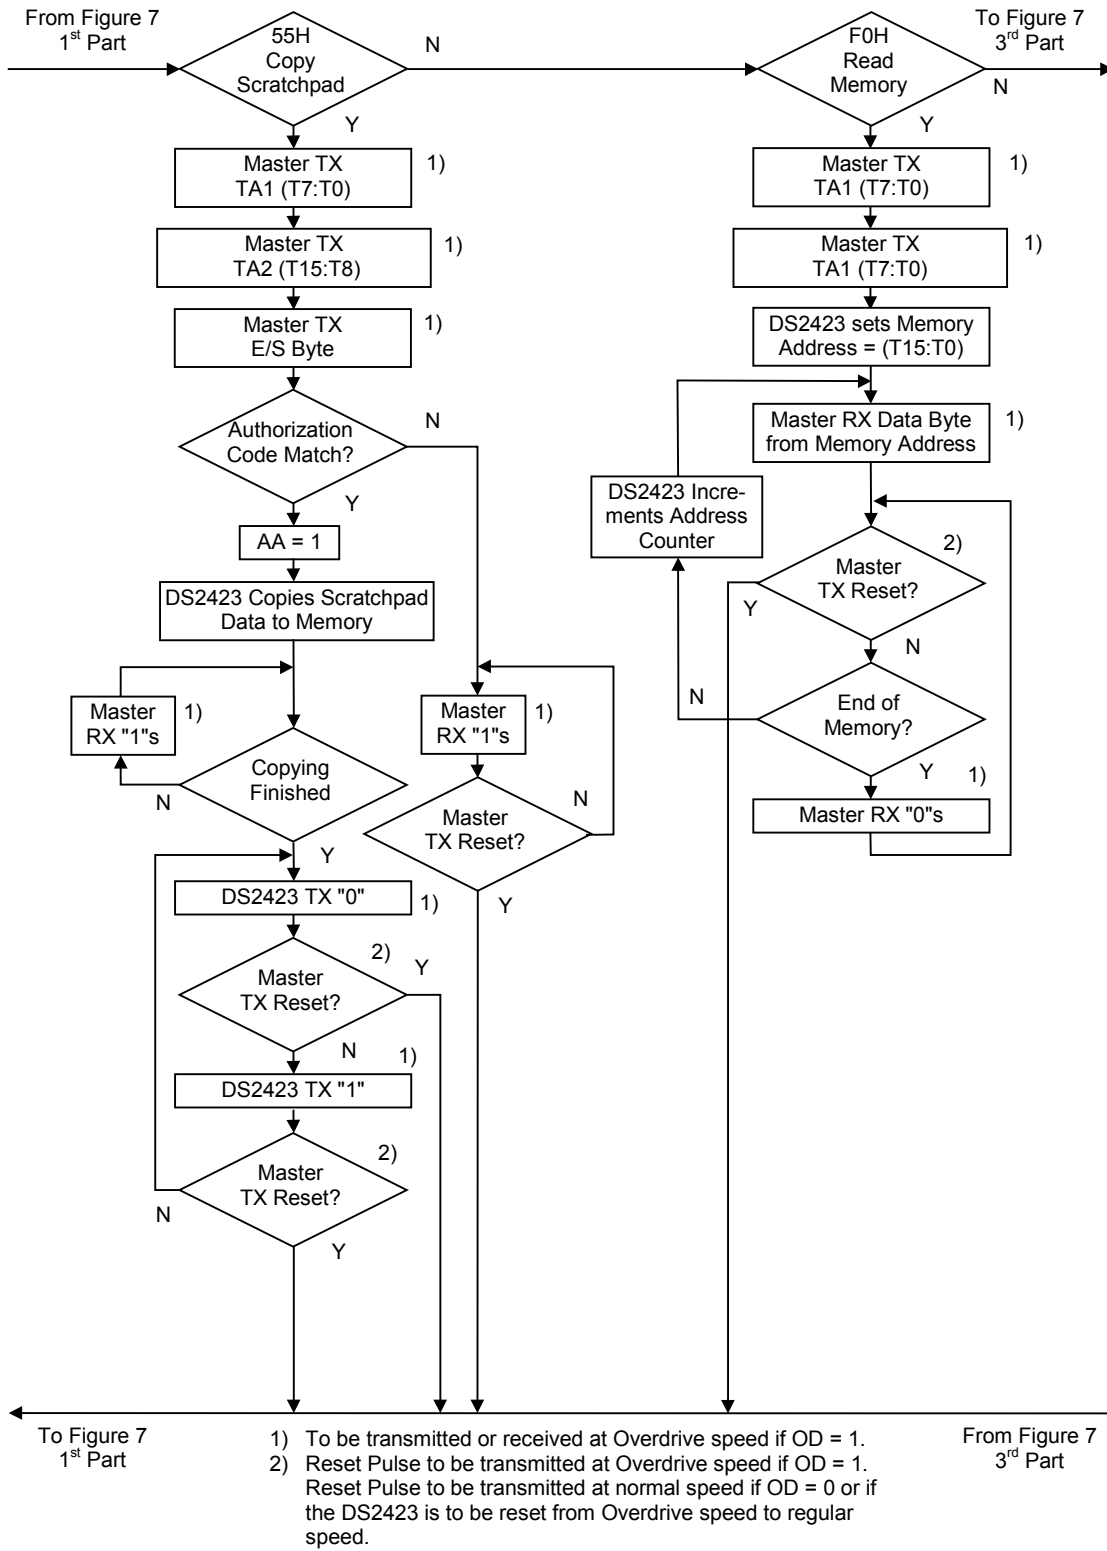 From Figure 7
1st Part
55H
Copy
Scratchpad
N
Y
F0H
Read
Memory
N
Y
To Figure 7
3rd Part
Master TX
TA1 (T7:T0)
1)
Master TX
TA2 (T15:T8)
1)
Master TX
E/S Byte
1)
Authorization
Code Match?
N
Y
AA = 1
DS2423 Copies Scratchpad
Data to Memory
Master
RX "1"s
1)
Copying
Finished
N
Y
DS2423 TX "0"
1)
Master
TX Reset?
2)
Y
N
DS2423 TX "1"
1)
Master
TX Reset?
2)
N
Y
Master
RX "1"s
1)
Master
TX Reset?
N
Y
Master TX
TA1 (T7:T0)
1)
Master TX
TA1 (T7:T0)
1)
DS2423 sets Memory
Address = (T15:T0)
Master RX Data Byte
from Memory Address
1)
DS2423 Incre-
ments Address
Counter
Master
TX Reset?
2)
Y
N
End of
Memory?
N
Y
Master RX "0"s
1)
To Figure 7
1st Part
1) To be transmitted or received at Overdrive speed if OD = 1.
2) Reset Pulse to be transmitted at Overdrive speed if OD = 1.
Reset Pulse to be transmitted at normal speed if OD = 0 or if
the DS2423 is to be reset from Overdrive speed to regular
speed.
From Figure 7
3rd Part